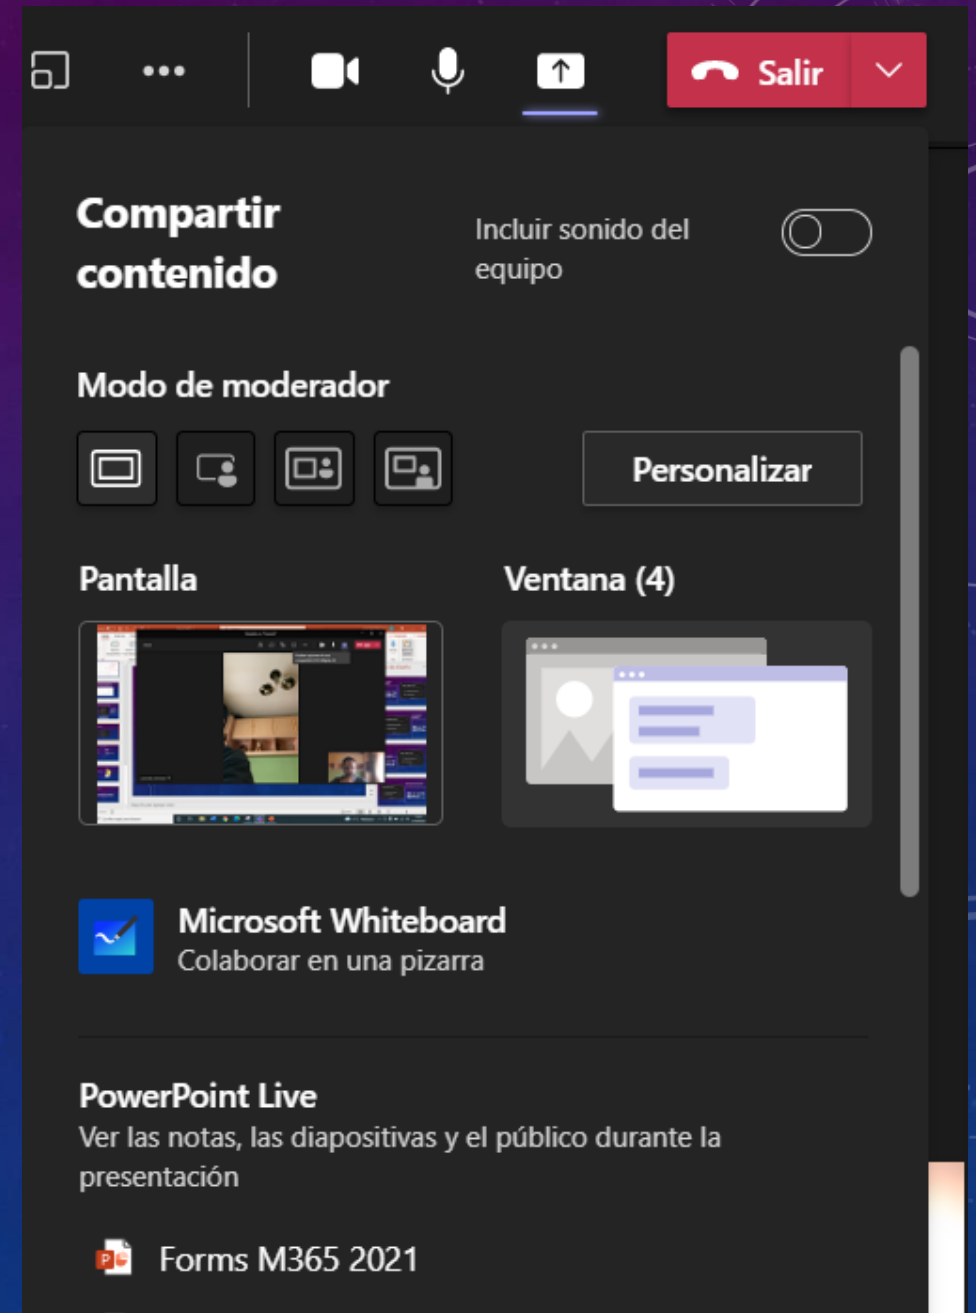 Salir
Compartir
contenido
Incluir sonido del
equipo
Modo de moderador
Personalizar
Pantalla
Ventana (4)
Microsoft Whiteboard
Colaborar en una pizarra
PowerPoint Live
Ver las notas, las diapositivas y el público durante la
presentación
Forms M365 2021